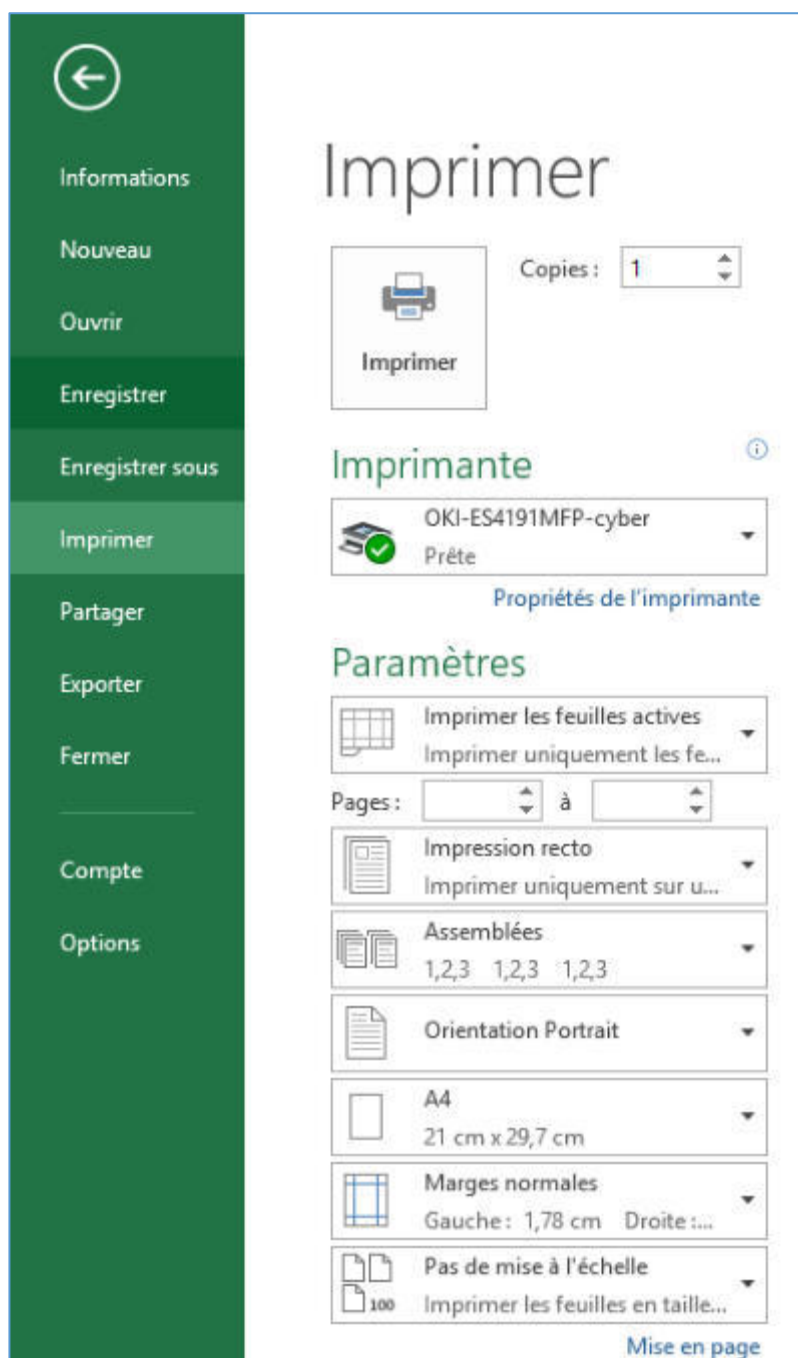 Informations
Nouveau
Ouvrir
Enregistrer
Enregistrer sous
Imprimer
Partager
Exporter
Fermer
Compte
Options
Imprimer
Copies : 1
Imprimer
Imprimante
OKI-ES4191MFP-cyber
Prête
Propriétés de l'imprimante
Paramètres
Imprimer les feuilles actives
Imprimer uniquement les fe...
Pages : à
Impression recto
Imprimer uniquement sur u...
Assemblées
1,2,3 1,2,3 1,2,3
Orientation Portrait
A4
21 cm x 29,7 cm
Marges normales
Gauche : 1,78 cm Droite :...
Pas de mise à l'échelle
100
Imprimer les feuilles en taille...
Mise en page